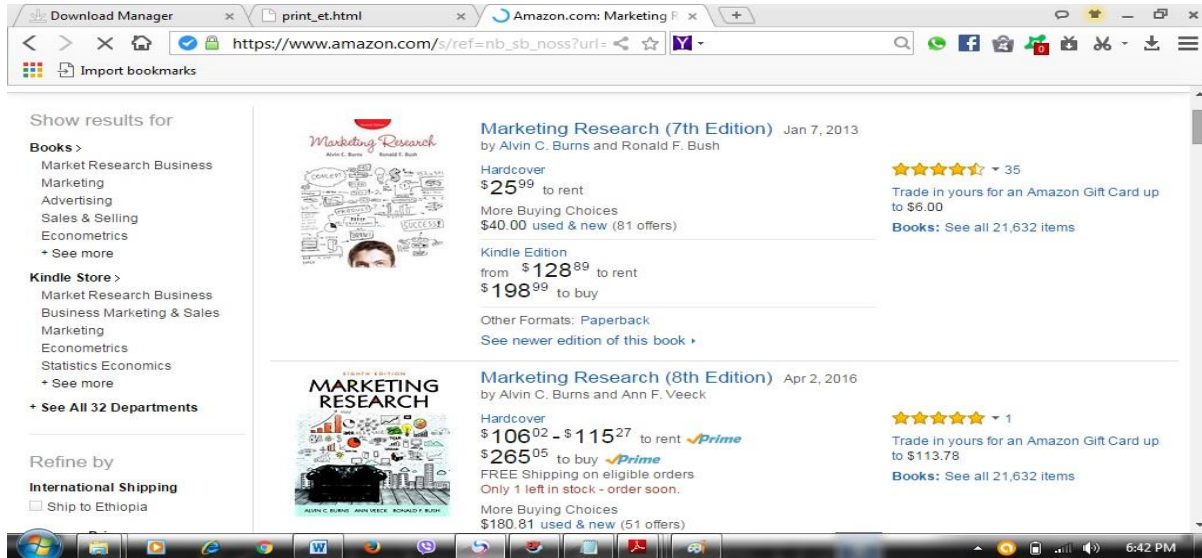 Download Manager × print_et.html × Amazon.com: Marketing R × +
https://www.amazon.com/s/ref=nb_sb_noss?url=
Import bookmarks
Show results for
Books >
Market Research Business
Marketing
Advertising
Sales & Selling
Econometrics
+ See more
Kindle Store >
Market Research Business
Business Marketing & Sales
Marketing
Econometrics
Statistics Economics
+ See more
+ See All 32 Departments
Refine by
International Shipping
Ship to Ethiopia
Marketing Research
Alvin C. Burns Ronald F. Bush
CONCEPT
PRODUCT
SUCCESS!
Marketing Research (7th Edition) Jan 7, 2013
by Alvin C. Burns and Ronald F. Bush
Hardcover
$25.99 to rent
More Buying Choices
$40.00 used & new (81 offers)
Kindle Edition
from $128.89 to rent
$198.99 to buy
Other Formats: Paperback
See newer edition of this book
35
Trade in yours for an Amazon Gift Card up
to $6.00
Books: See all 21,632 items
EIGHTH EDITION
MARKETING
RESEARCH
ALVIN C. BURNS ANN VEECK RONALD F. BUSH
Marketing Research (8th Edition) Apr 2, 2016
by Alvin C. Burns and Ann F. Veeck
Hardcover
$106.02 - $115.27 to rent Prime
$265.05 to buy Prime
FREE Shipping on eligible orders
Only 1 left in stock - order soon.
More Buying Choices
$180.81 used & new (51 offers)
1
Trade in yours for an Amazon Gift Card up
to $113.78
Books: See all 21,632 items
6:42 PM